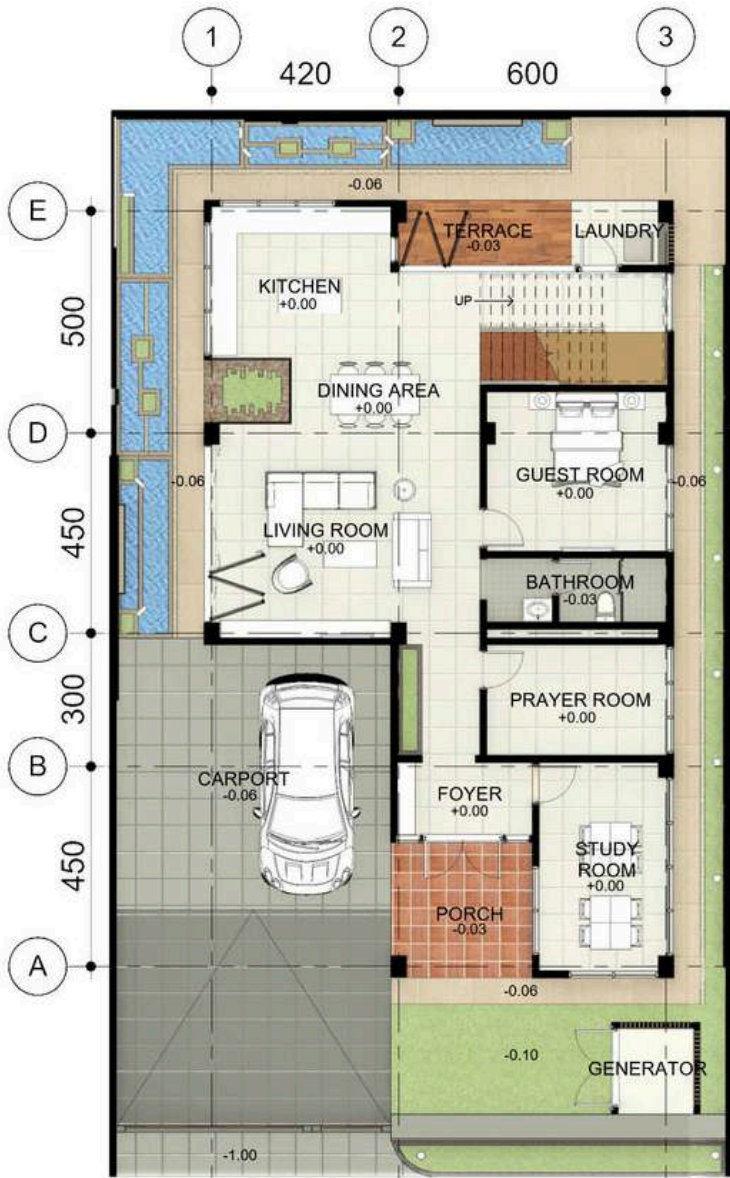 1
2
3
420
600
-0.06
E
TERRACE
-0.03
LAUNDRY
KITCHEN
+0.00
UP
500
DINING AREA
+0.00
D
GUEST ROOM
+0.00
-0.06
-0.06
450
LIVING ROOM
+0.00
BATHROOM
-0.03
C
300
PRAYER ROOM
+0.00
B
CARPORT
-0.06
FOYER
+0.00
450
STUDY
ROOM
+0.00
PORCH
-0.03
A
-0.06
-0.10
GENERATOR
-1.00